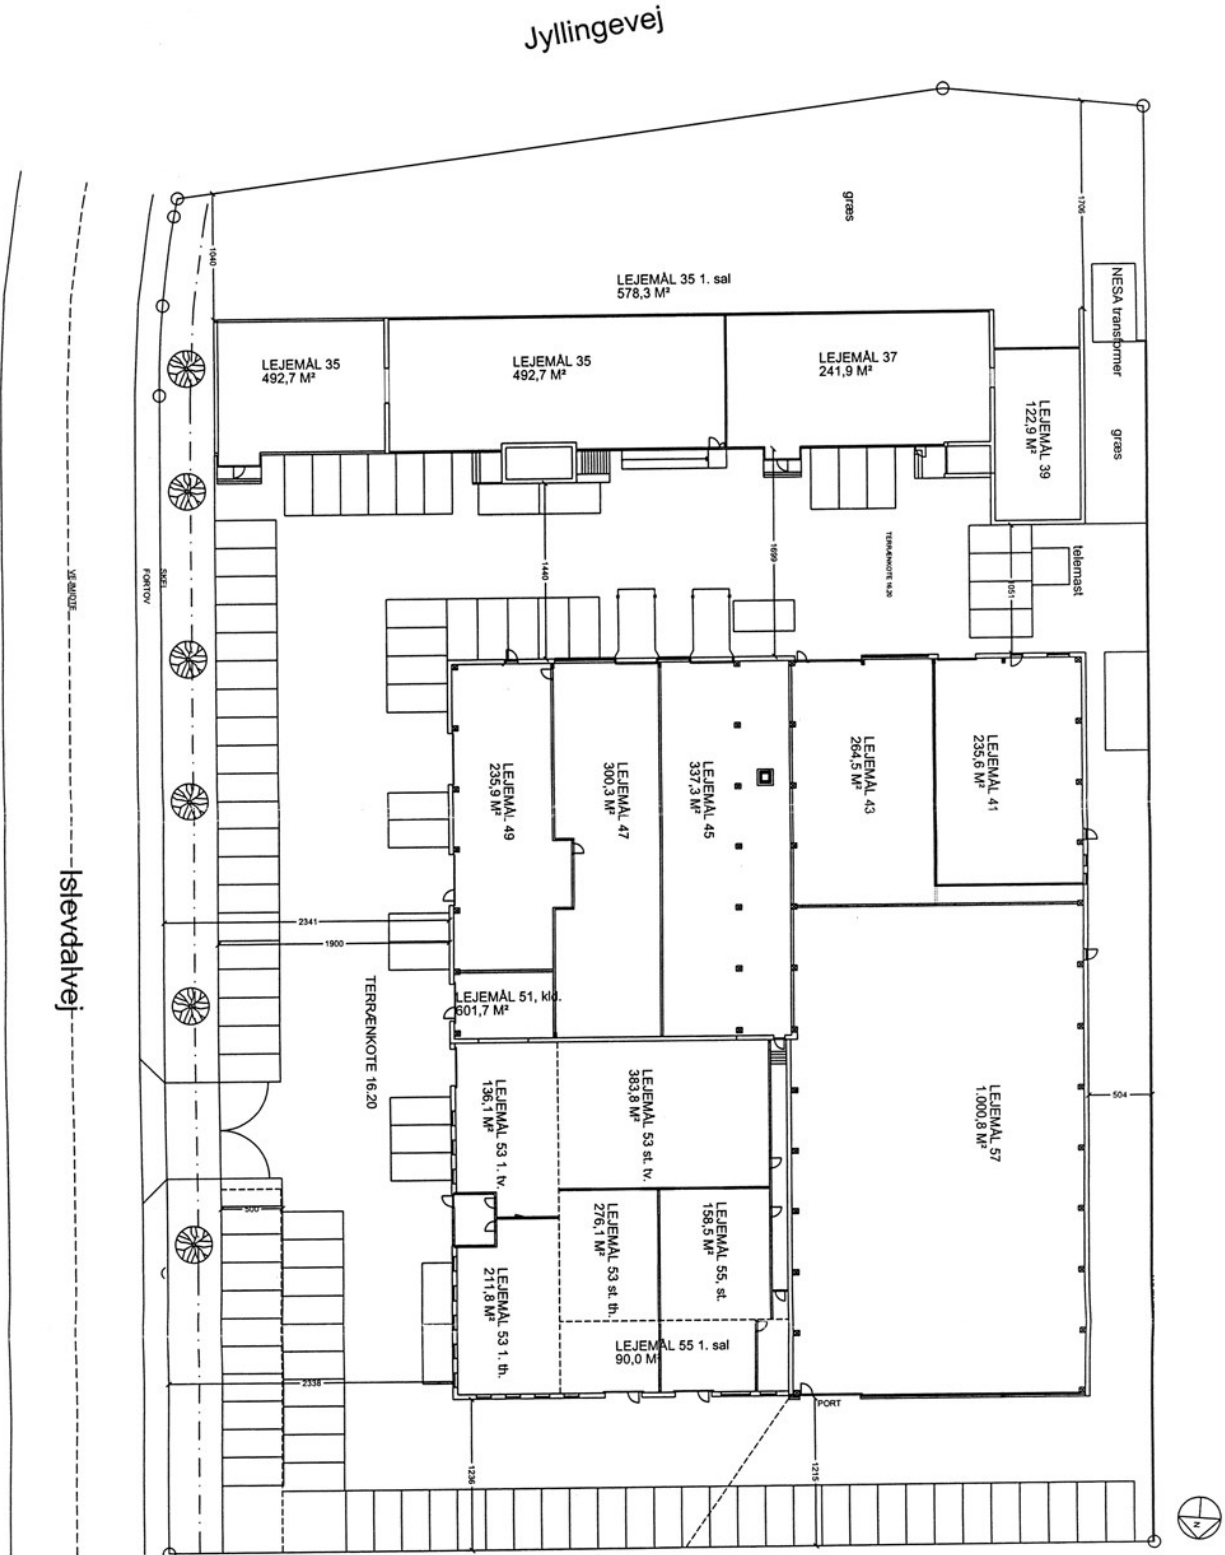 Jyllingevej
græs
1706
1040
LEJEMÅL 35 1. sal
578,3 M²
NESA transformer
græs
LEJEMÅL 35
492,7 M²
LEJEMÅL 35
492,7 M²
LEJEMÅL 37
241,9 M²
LEJEMÅL 39
122,9 M²
1440
1699
TERRÆNKOTE 16.20
1051
telemast
VEJMIDTE
FORTOV
SKEL
LEJEMÅL 49
235,9 M²
LEJEMÅL 47
300,3 M²
LEJEMÅL 45
337,3 M²
LEJEMÅL 43
264,5 M²
LEJEMÅL 41
235,6 M²
Islevdalvej
2341
1900
TERRÆNKOTE 16.20
LEJEMÅL 51, kld.
601,7 M²
LEJEMÅL 53 1. tv.
136,1 M²
LEJEMÅL 53 st. tv.
383,8 M²
LEJEMÅL 57
1.000,8 M²
504
500
LEJEMÅL 53 1. th.
211,8 M²
LEJEMÅL 53 st. th.
276,1 M²
LEJEMÅL 55, st.
158,5 M²
LEJEMÅL 55 1. sal
90,0 M²
2338
PORT
1236
1215
N